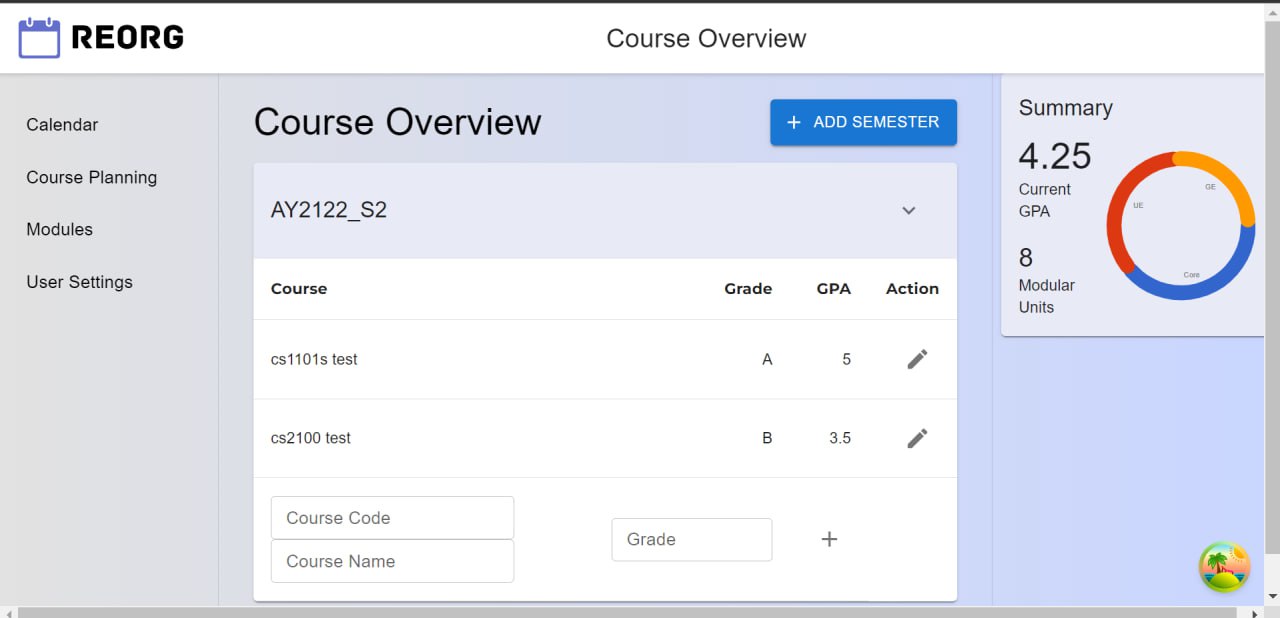 REORG
Course Overview
Calendar
Course Planning
Modules
User Settings
Course Overview
+ ADD SEMESTER
AY2122_S2
Course Grade GPA Action
cs1101s test A 5
cs2100 test B 3.5
Course Code
Course Name
Grade
Summary
4.25
Current
GPA
8
Modular
Units
GE
UE
Core